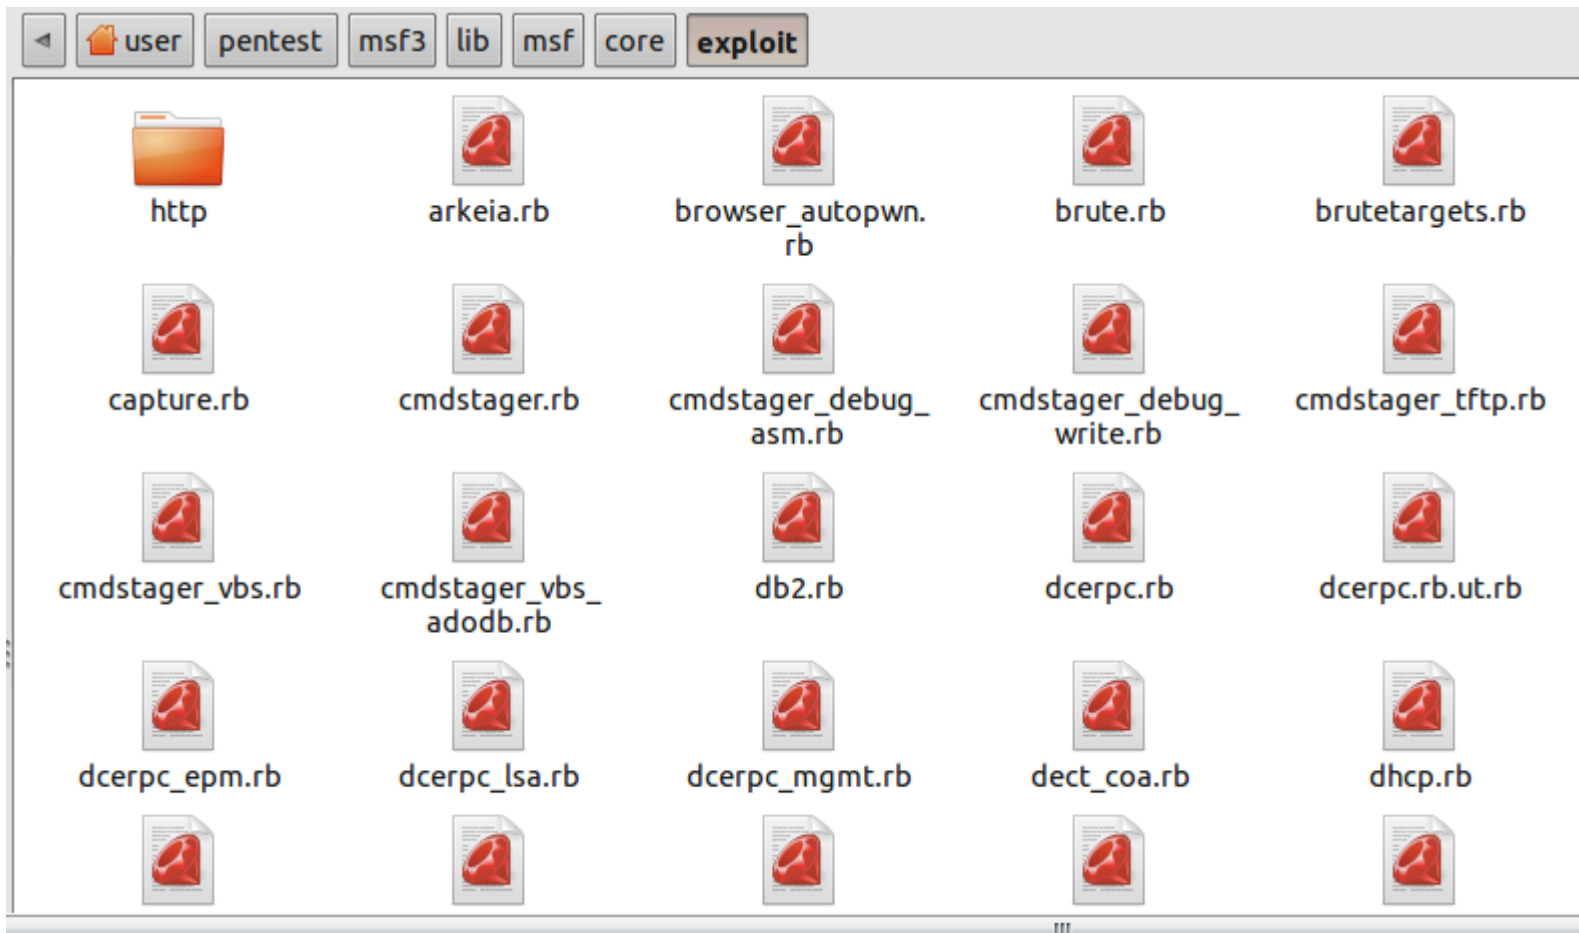 user pentest msf3 lib msf core exploit
http arkeia.rb browser_autopwn. brute.rb brutetargets.rb
rb
capture.rb cmdstager.rb cmdstager_debug_ cmdstager_debug_ cmdstager_tftp.rb
asm.rb write.rb
cmdstager_vbs.rb cmdstager_vbs_ db2.rb dcerpc.rb dcerpc.rb.ut.rb
adodb.rb
dcerpc_epm.rb dcerpc_lsa.rb dcerpc_mgmt.rb dect_coa.rb dhcp.rb